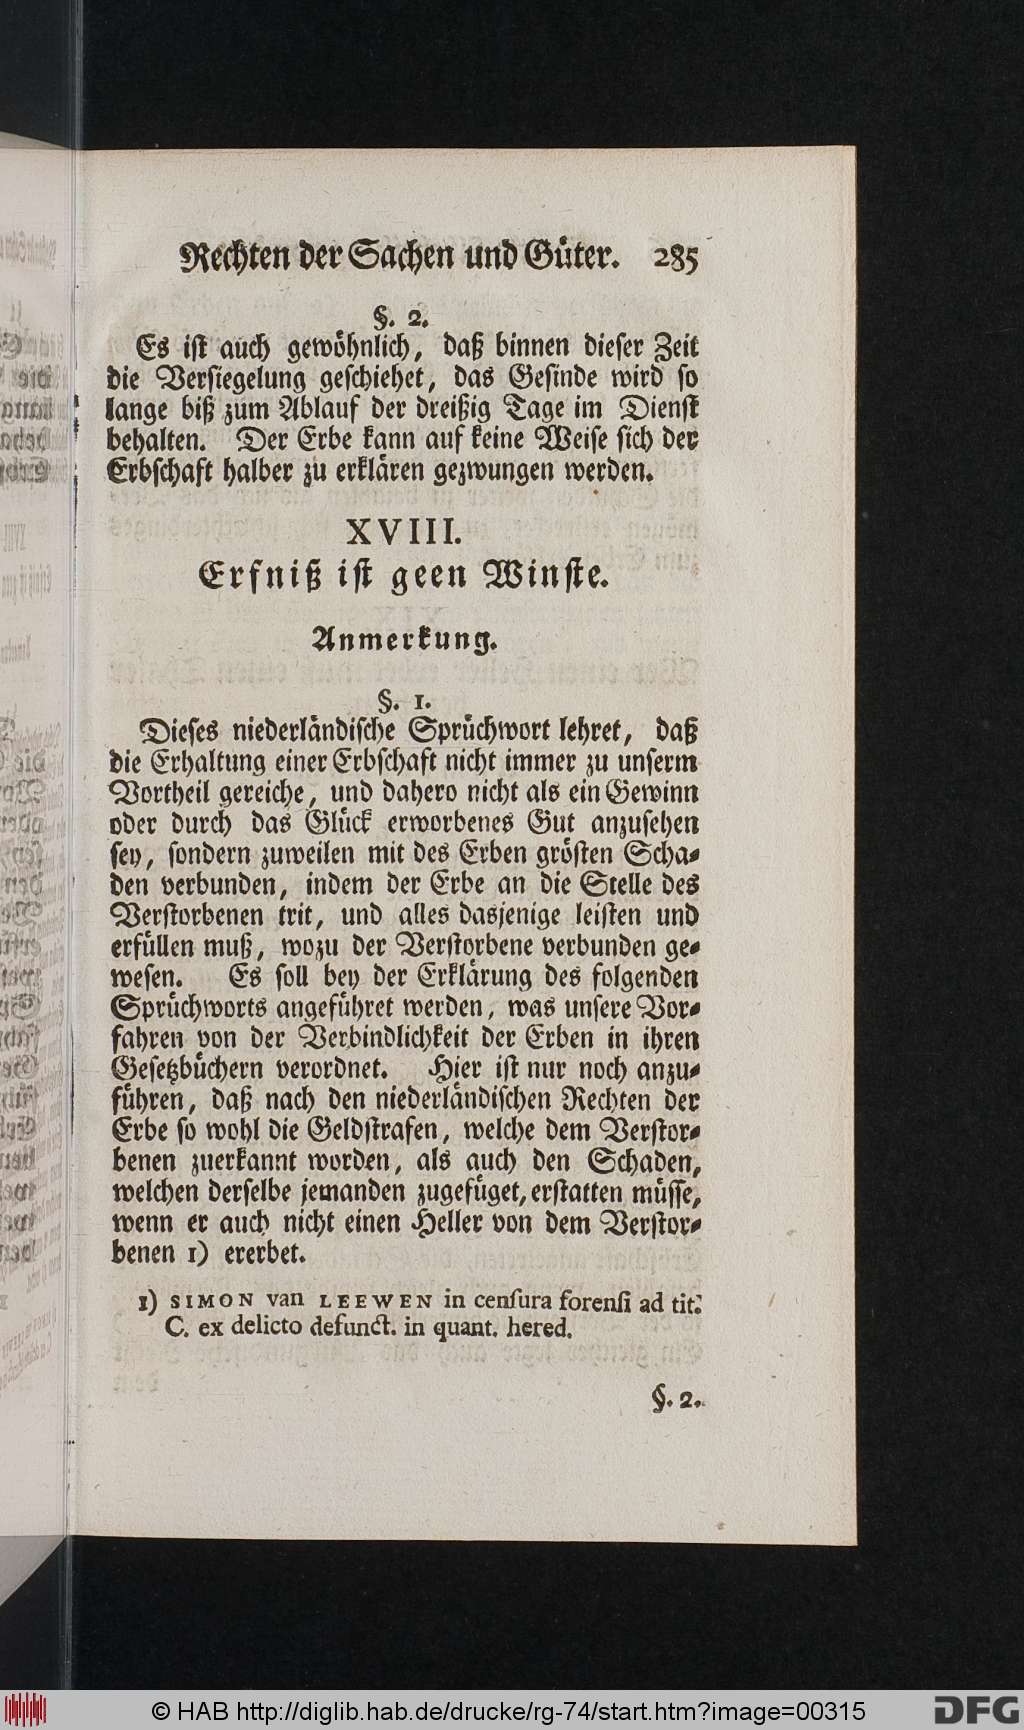 Rechten der Sachen und Güter. 285
§. 2.
Es ist auch gewöhnlich, daß binnen dieser Zeit
die Versiegelung geschiehet, das Gesinde wird so
lange biß zum Ablauf der dreißig Tage im Dienst
behalten. Der Erbe kann auf keine Weise sich der
Erbschaft halber zu erklären gezwungen werden.
XVIII.
Erfniß ist geen Winste.
Anmerkung.
§. 1.
Dieses niederländische Sprüchwort lehret, daß
die Erhaltung einer Erbschaft nicht immer zu unserm
Vortheil gereiche, und dahero nicht als ein Gewinn
oder durch das Glück erworbenes Gut anzusehen
sey, sondern zuweilen mit des Erben grösten Scha-
den verbunden, indem der Erbe an die Stelle des
Verstorbenen trit, und alles dasjenige leisten und
erfüllen muß, wozu der Verstorbene verbunden ge-
wesen. Es soll bey der Erklärung des folgenden
Sprüchworts angeführet werden, was unsere Vor-
fahren von der Verbindlichkeit der Erben in ihren
Gesetzbüchern verordnet. Hier ist nur noch anzu-
führen, daß nach den niederländischen Rechten der
Erbe so wohl die Geldstrafen, welche dem Verstor-
benen zuerkannt worden, als auch den Schaden,
welchen derselbe jemanden zugefüget, erstatten müsse,
wenn er auch nicht einen Heller von dem Verstor-
benen 1) ererbet.
1) SIMON van LEEWEN in cenſura forenſi ad tit.
C. ex delicto defunct. in quant. hered.
§. 2.
© HAB http://diglib.hab.de/drucke/rg-74/start.htm?image=00315
DFG